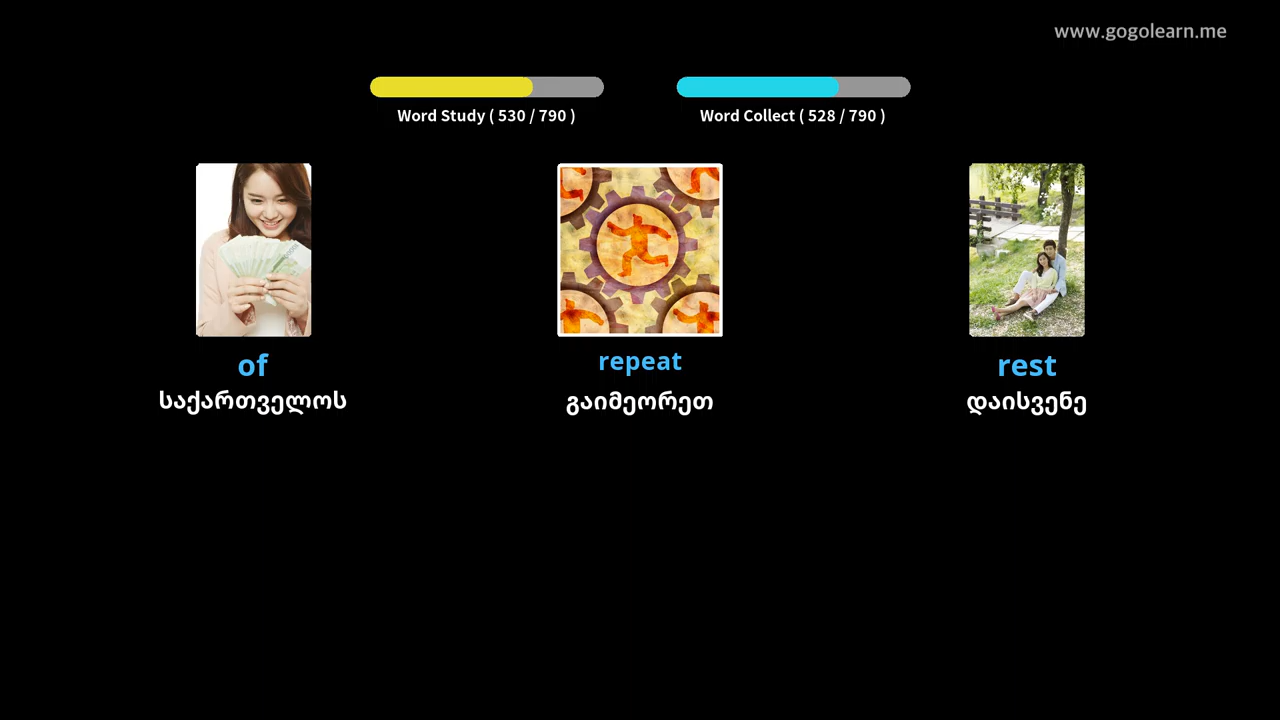 www.gogolearn.me
Word Study ( 530 / 790 )
Word Collect ( 528 / 790 )
of
repeat
rest
საქართველოს
გაიმეორეთ
დაისვენე